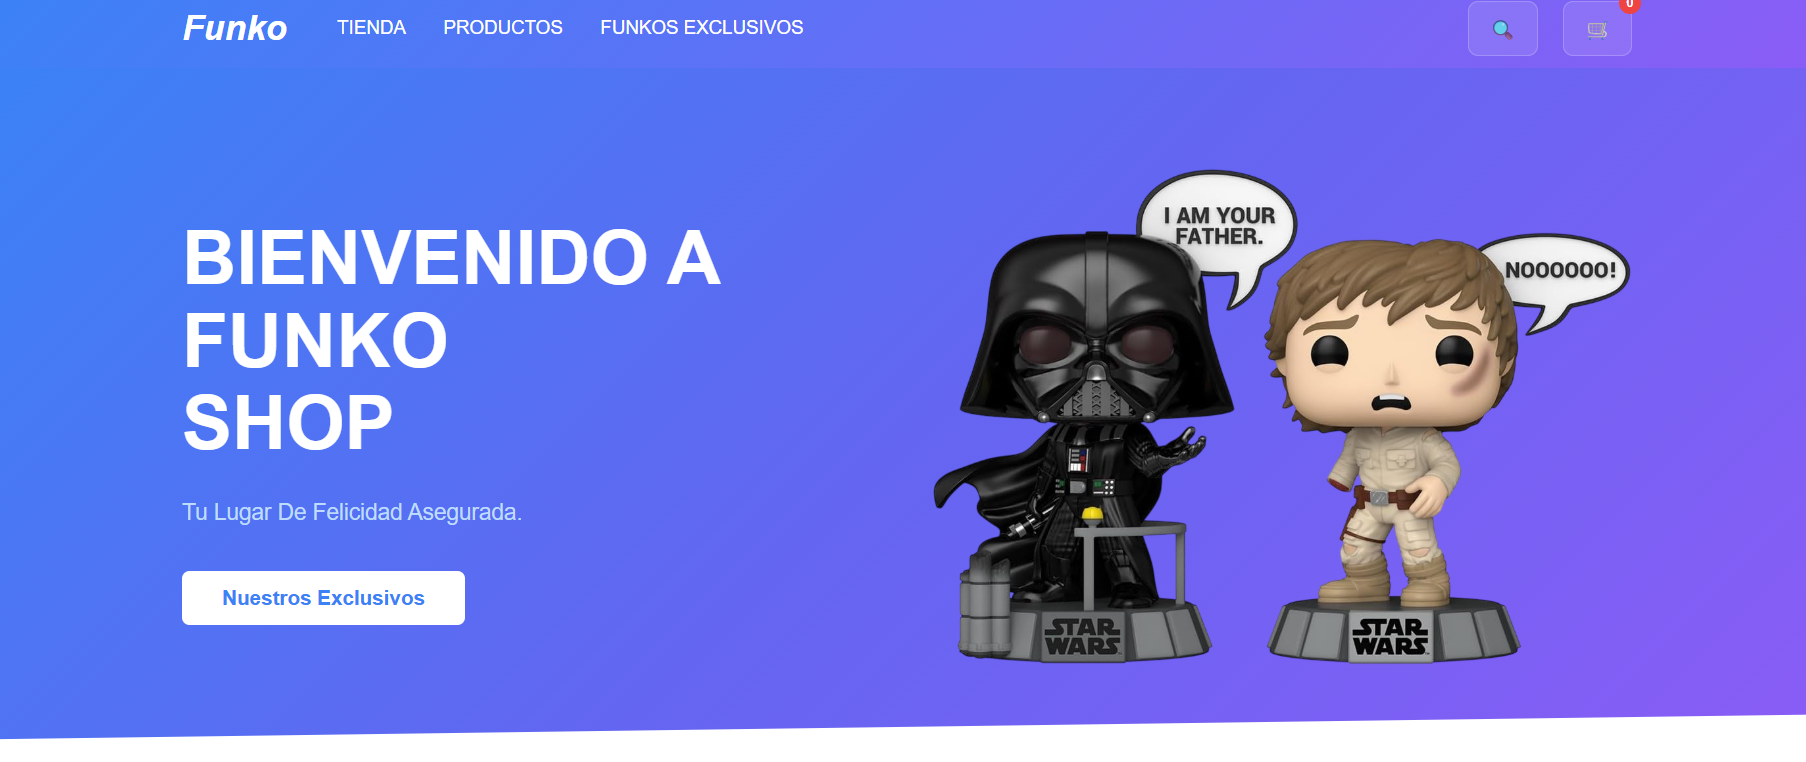 Funko
TIENDA
PRODUCTOS
FUNKOS EXCLUSIVOS
0
BIENVENIDO A
FUNKO
SHOP
Tu Lugar De Felicidad Asegurada.
Nuestros Exclusivos
I AM YOUR
FATHER.
NOOOOOO!
STAR
WARS
STAR
WARS